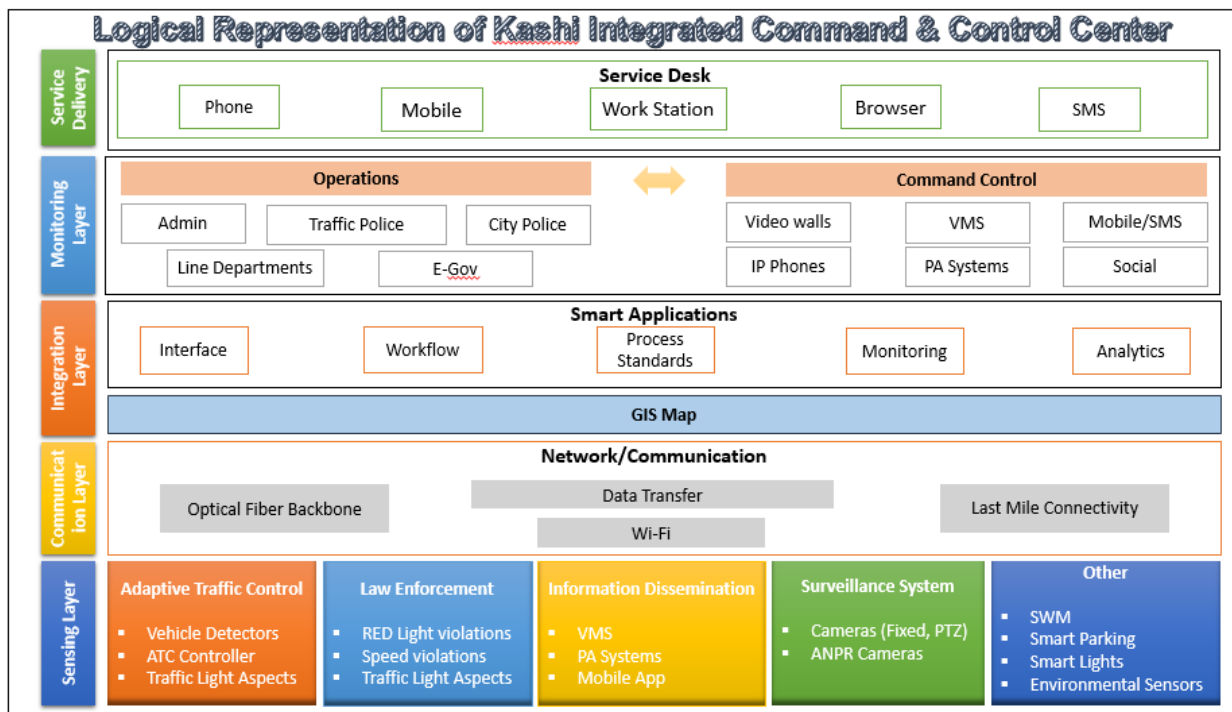 Logical Representation of Kashi Integrated Command & Control Center
Service
Delivery
Service Desk
Phone
Mobile
Work Station
Browser
SMS
Monitoring
Layer
Operations
Admin
Traffic Police
City Police
Line Departments
E-Gov
Command Control
Video walls
VMS
Mobile/SMS
IP Phones
PA Systems
Social
Integration
Layer
Smart Applications
Interface
Workflow
Process
Standards
Monitoring
Analytics
GIS Map
Communicat
ion Layer
Network/Communication
Optical Fiber Backbone
Data Transfer
Wi-Fi
Last Mile Connectivity
Sensing Layer
Adaptive Traffic Control
▪ Vehicle Detectors
▪ ATC Controller
▪ Traffic Light Aspects
Law Enforcement
▪ RED Light violations
▪ Speed violations
▪ Traffic Light Aspects
Information Dissemination
▪ VMS
▪ PA Systems
▪ Mobile App
Surveillance System
▪ Cameras (Fixed, PTZ)
▪ ANPR Cameras
Other
▪ SWM
▪ Smart Parking
▪ Smart Lights
▪ Environmental Sensors